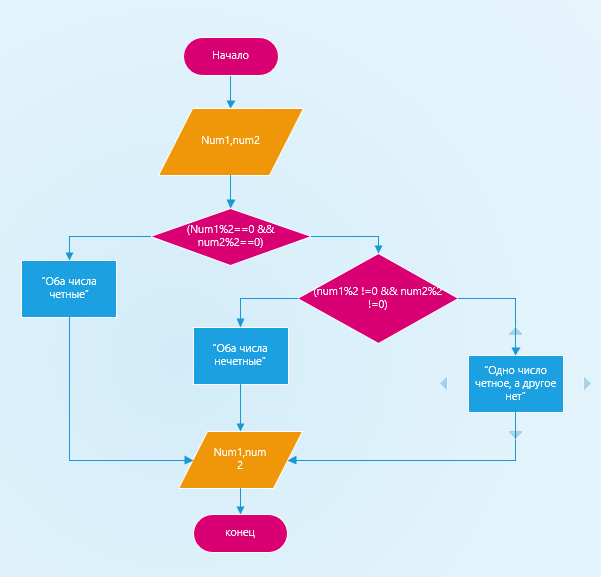 Начало
Num1,num2
(Num1%2==0 &&
num2%2==0)
"Оба числа
четные"
(num1%2 !=0 && num2%2
!=0)
"Оба числа
нечетные"
"Одно число
четное, а другое
нет"
Num1,num
2
конец